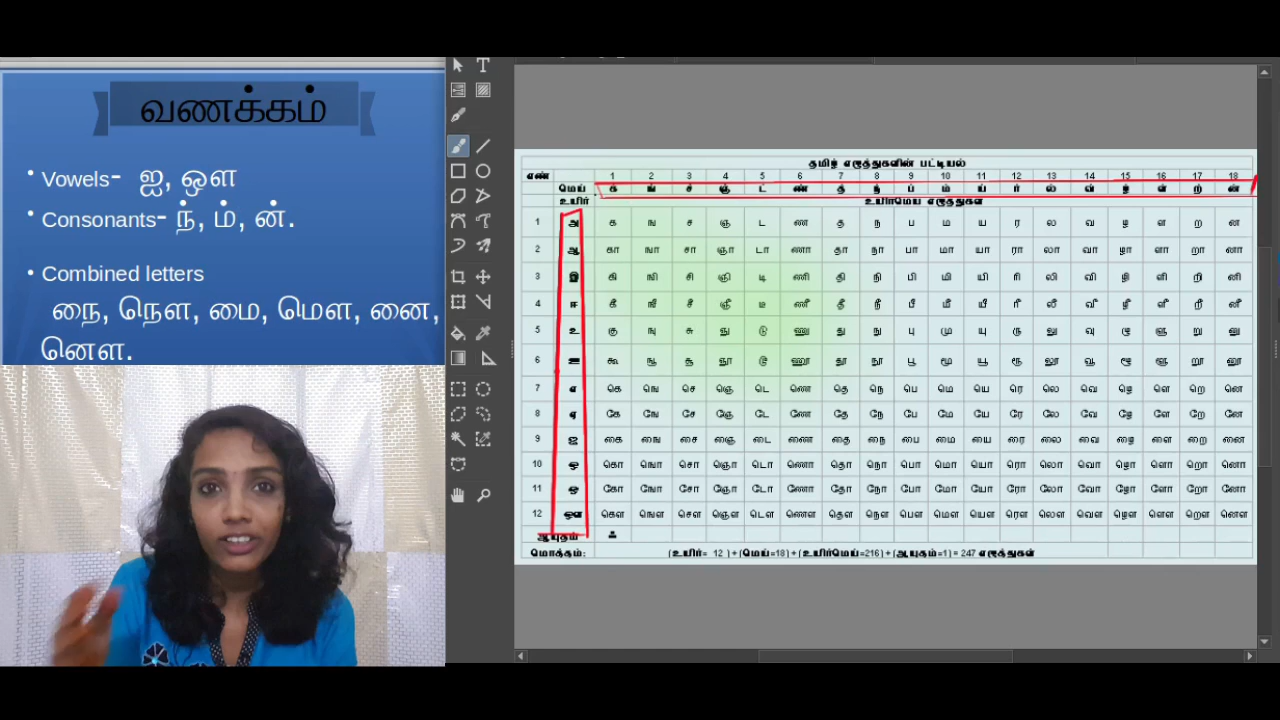 வணக்கம்
• Vowels- ஐ, ஔ
• Consonants- ந், ம், ன்.
• Combined letters
நை, நௌ, மை, மௌ, னை,
னௌ.
தமிழ் எழுத்துகளின் பட்டியல்
எண் 1 2 3 4 5 6 7 8 9 10 11 12 13 14 15 16 17 18
மெய் க் ங் ச் ஞ் ட் ண் த் ந் ப் ம் ய் ர் ல் வ் ழ் ள் ற் ன்
உயிர் உயிர்மெய் எழுத்துகள்
1 அ க ங ச ஞ ட ண த ந ப ம ய ர ல வ ழ ள ற ன
2 ஆ கா ஙா சா ஞா டா ணா தா நா பா மா யா ரா லா வா ழா ளா றா னா
3 இ கி ஙி சி ஞி டி ணி தி நி பி மி யி ரி லி வி ழி ளி றி னி
4 ஈ கீ ஙீ சீ ஞீ டீ ணீ தீ நீ பீ மீ யீ ரீ லீ வீ ழீ ளீ றீ னீ
5 உ கு ஙு சு ஞு டு ணு து நு பு மு யு ரு லு வு ழு ளு று னு
6 ஊ கூ ஙூ சூ ஞூ டூ ணூ தூ நூ பூ மூ யூ ரூ லூ வூ ழூ ளூ றூ னூ
7 எ கெ ஙெ செ ஞெ டெ ணெ தெ நெ பெ மெ யெ ரெ லெ வெ ழெ ளெ றெ னெ
8 ஏ கே ஙே சே ஞே டே ணே தே நே பே மே யே ரே லே வே ழே ளே றே னே
9 ஐ கை ஙை சை ஞை டை ணை தை நை பை மை யை ரை லை வை ழை ளை றை னை
10 ஒ கொ ஙொ சொ ஞொ டொ ணொ தொ நொ பொ மொ யொ ரொ லொ வொ ழொ ளொ றொ னொ
11 ஓ கோ ஙோ சோ ஞோ டோ ணோ தோ நோ போ மோ யோ ரோ லோ வோ ழோ ளோ றோ னோ
12 ஔ கௌ ஙௌ சௌ ஞௌ டௌ ணௌ தௌ நௌ பௌ மௌ யௌ ரௌ லௌ வௌ ழௌ ளௌ றௌ னௌ
ஆயுதம் ஃ
மொத்தம்: (உயிர்= 12 )+(மெய்=18)+(உயிர்மெய்=216)+(ஆயுதம்=1) = 247 எழுத்துகள்